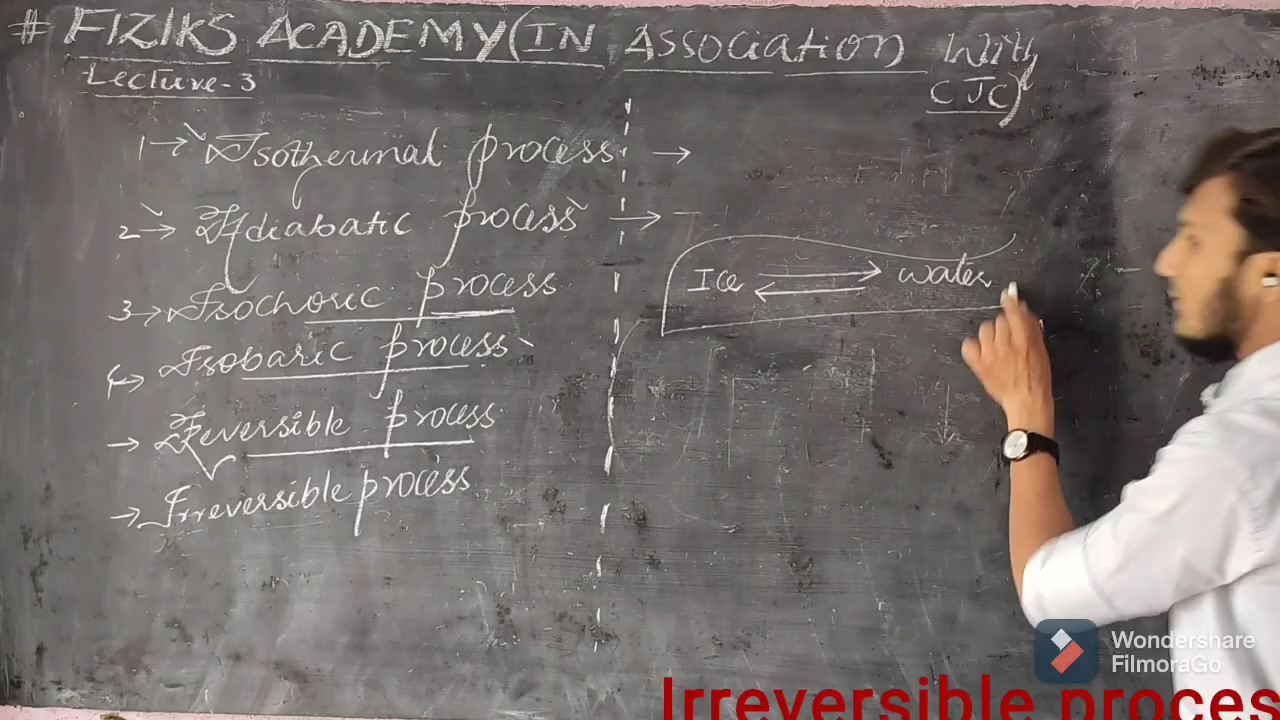 # FIZIKS ACADEMY (IN ASSOCIATION WITH CJC)
Lecture-3
1→ Isothermal process →
2→ Adiabatic process →
3→ Isochoric process
4→ Isobaric process
→ Reversible process
→ Irreversible process
Ice ⇌ water
Wondershare
FilmoraGo
Irreversible proces